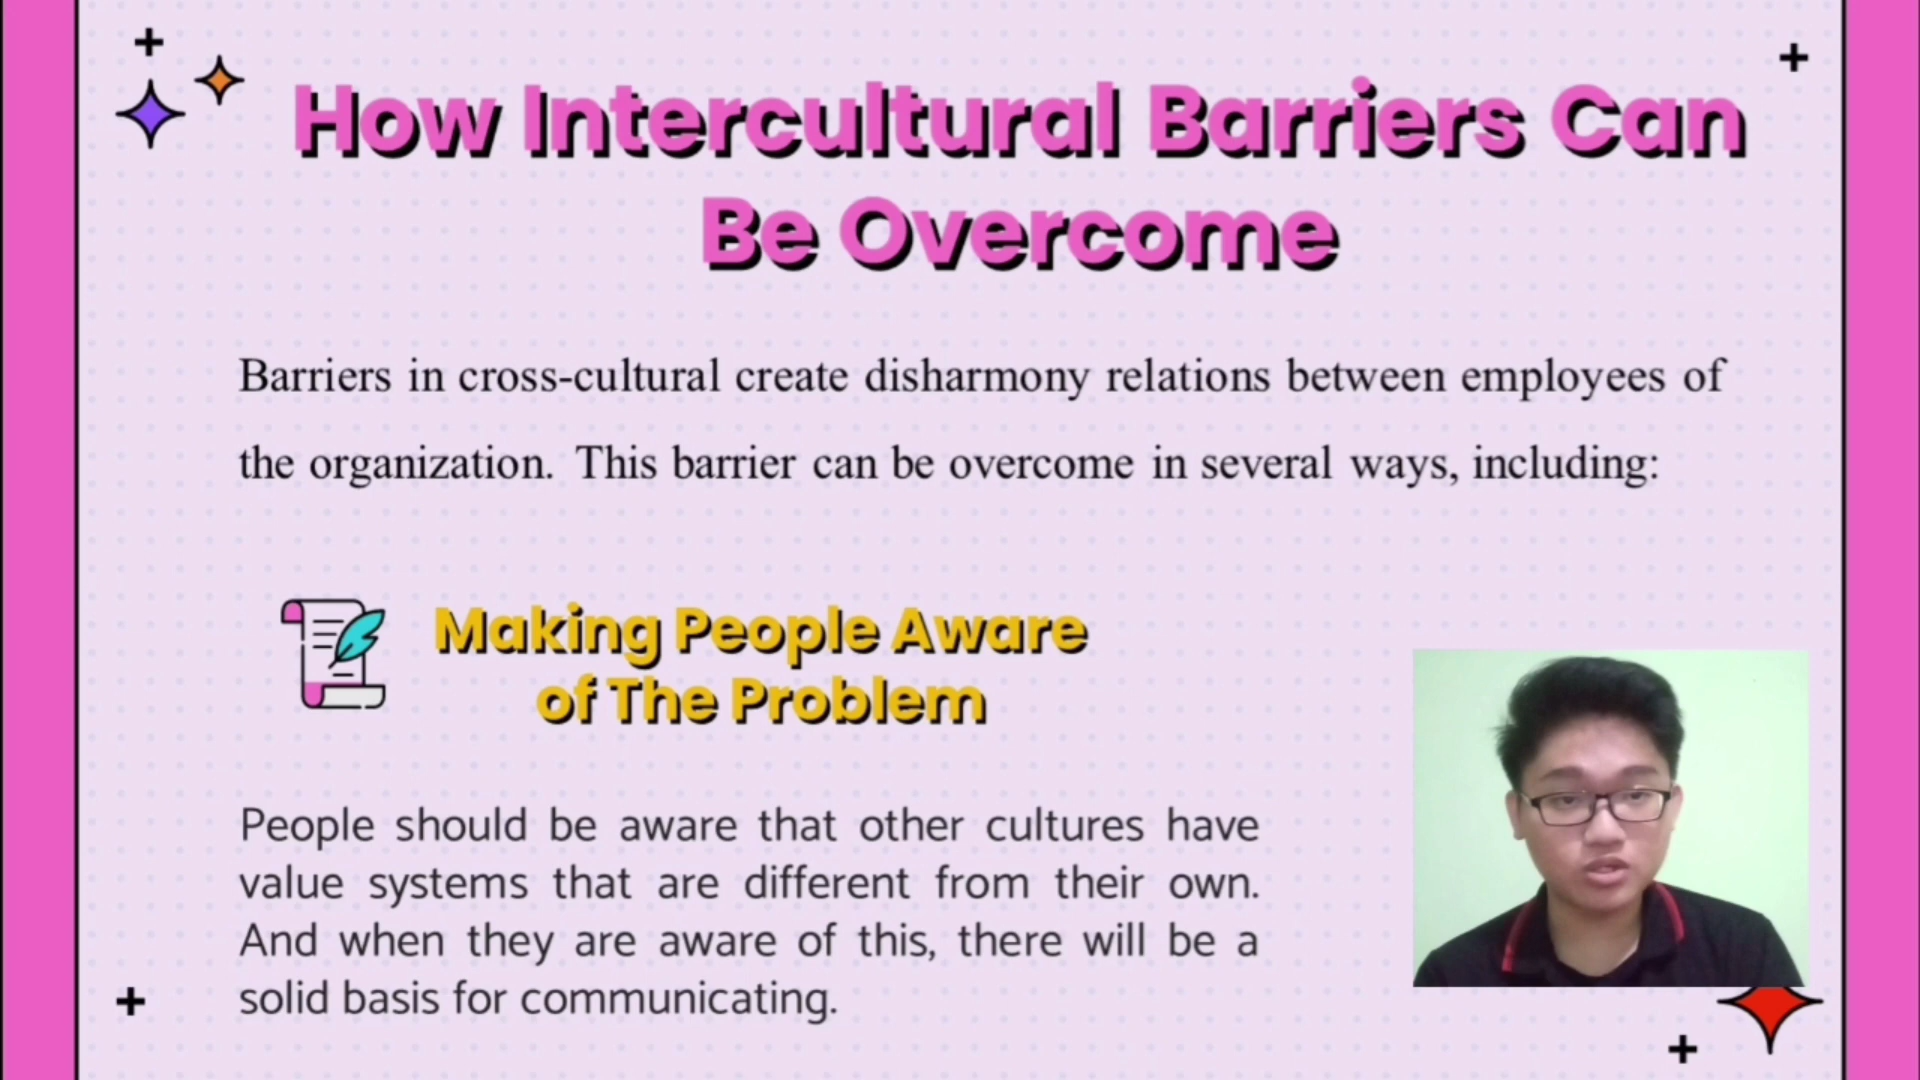 How Intercultural Barriers Can
Be Overcome
Barriers in cross-cultural create disharmony relations between employees of
the organization. This barrier can be overcome in several ways, including:
Making People Aware
of The Problem
People should be aware that other cultures have
value systems that are different from their own.
And when they are aware of this, there will be a
solid basis for communicating.